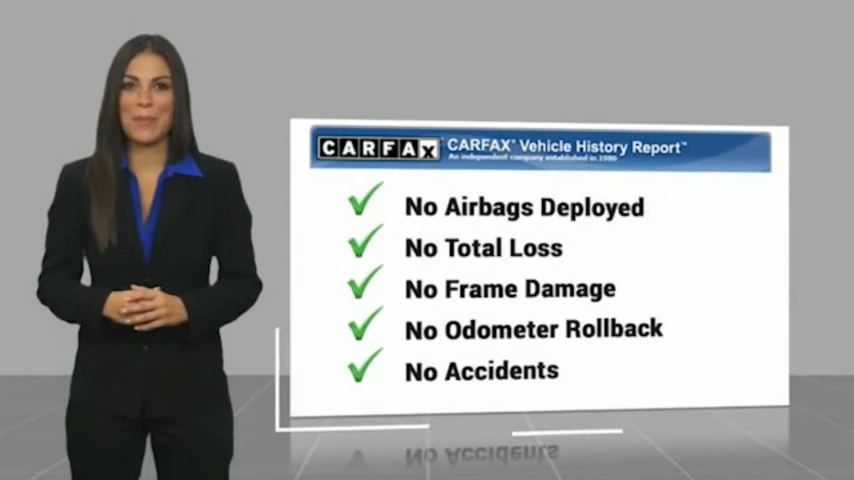 CARFAX CARFAX® Vehicle History Report™
An independent company established in 1986
No Airbags Deployed
No Total Loss
No Frame Damage
No Odometer Rollback
No Accidents
No Accidents